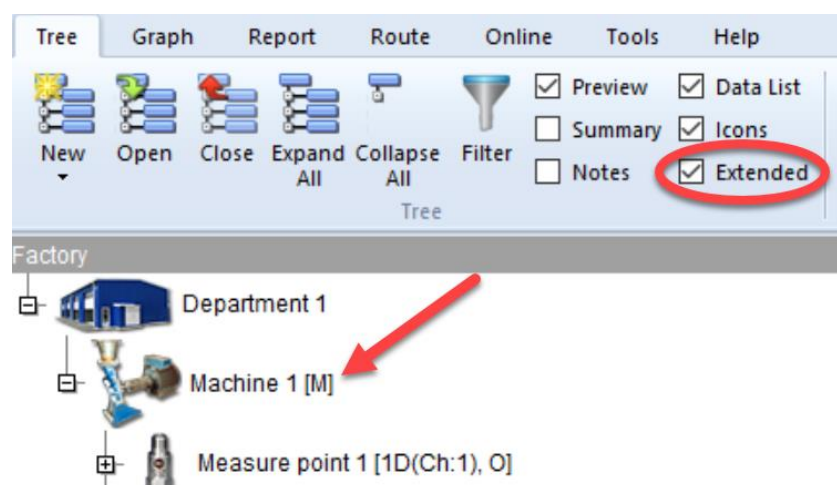 Tree Graph Report Route Online Tools Help
New Open Close Expand All Collapse All Filter
Preview Data List
Summary Icons
Notes Extended
Tree
Factory
Department 1
Machine 1 [M]
Measure point 1 [1D(Ch:1), O]